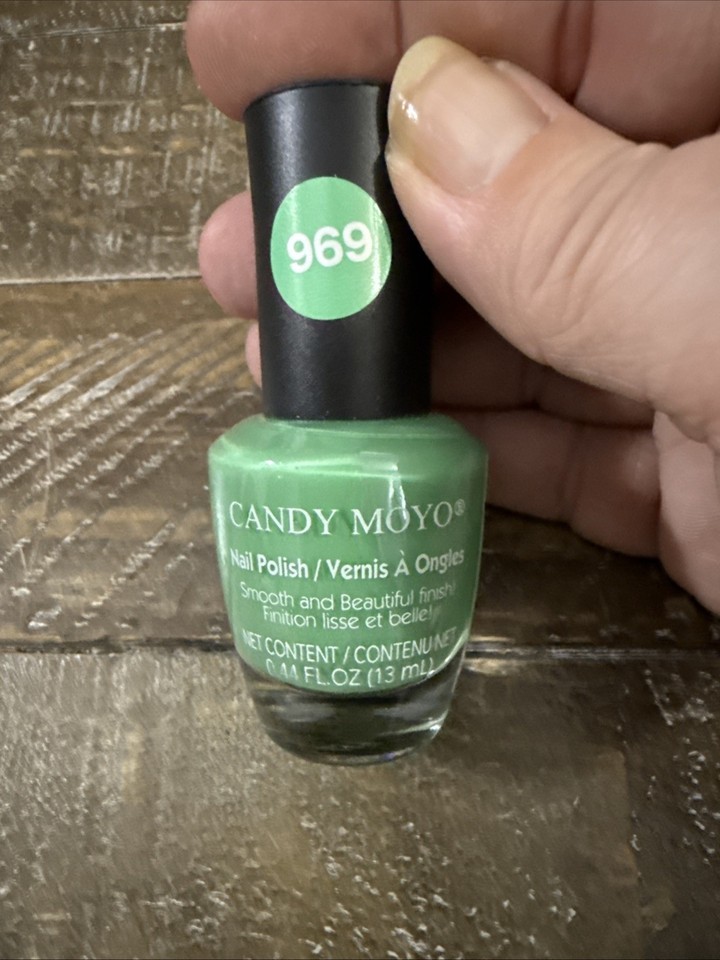 969
CANDY MOYO®
Nail Polish / Vernis À Ongles
Smooth and Beautiful finish!
Finition lisse et belle!
NET CONTENT / CONTENU NET
0.44 FL.OZ (13 mL)